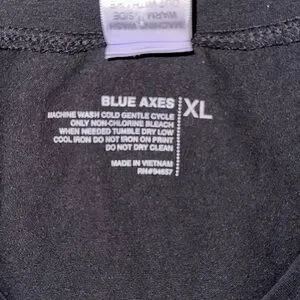 BLUE AXES
XL
MACHINE WASH COLD GENTLE CYCLE
ONLY NON-CHLORINE BLEACH
WHEN NEEDED TUMBLE DRY LOW
COOL IRON DO NOT IRON ON PRINT
DO NOT DRY CLEAN
MADE IN VIETNAM
RN#94657